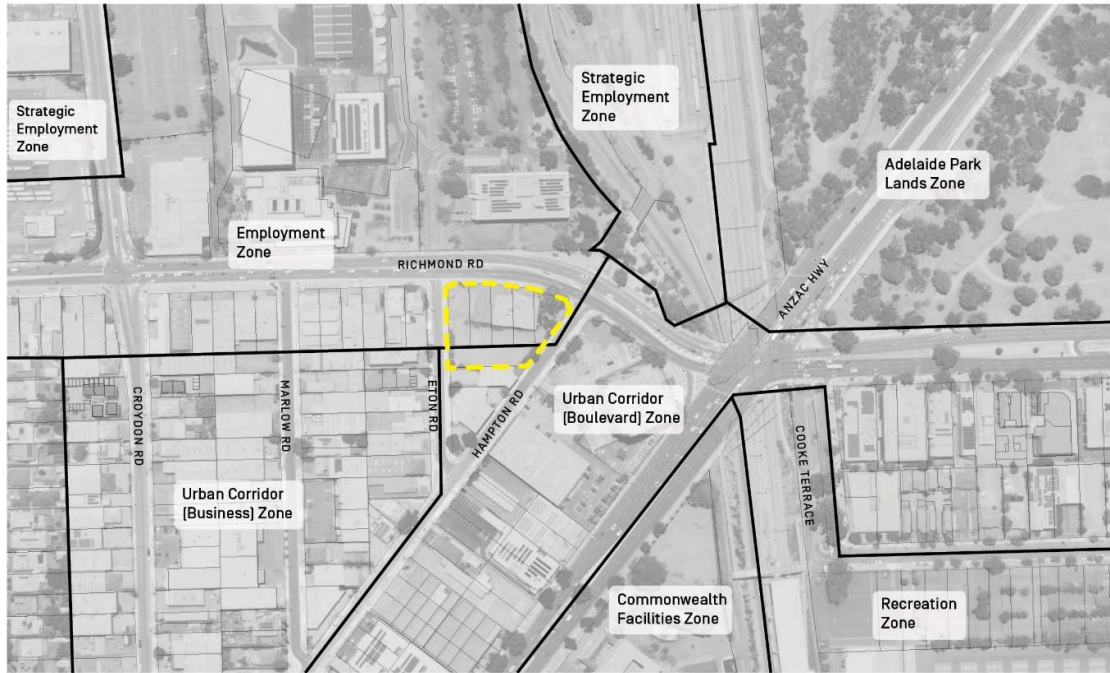 Strategic
Employment
Zone
Strategic
Employment
Zone
Adelaide Park
Lands Zone
Employment
Zone
RICHMOND RD
ANZAC HWY
CROYDON RD
MARLOW RD
ETON RD
HAMPTON RD
Urban Corridor
(Boulevard) Zone
COOKE TERRACE
Urban Corridor
(Business) Zone
Commonwealth
Facilities Zone
Recreation
Zone